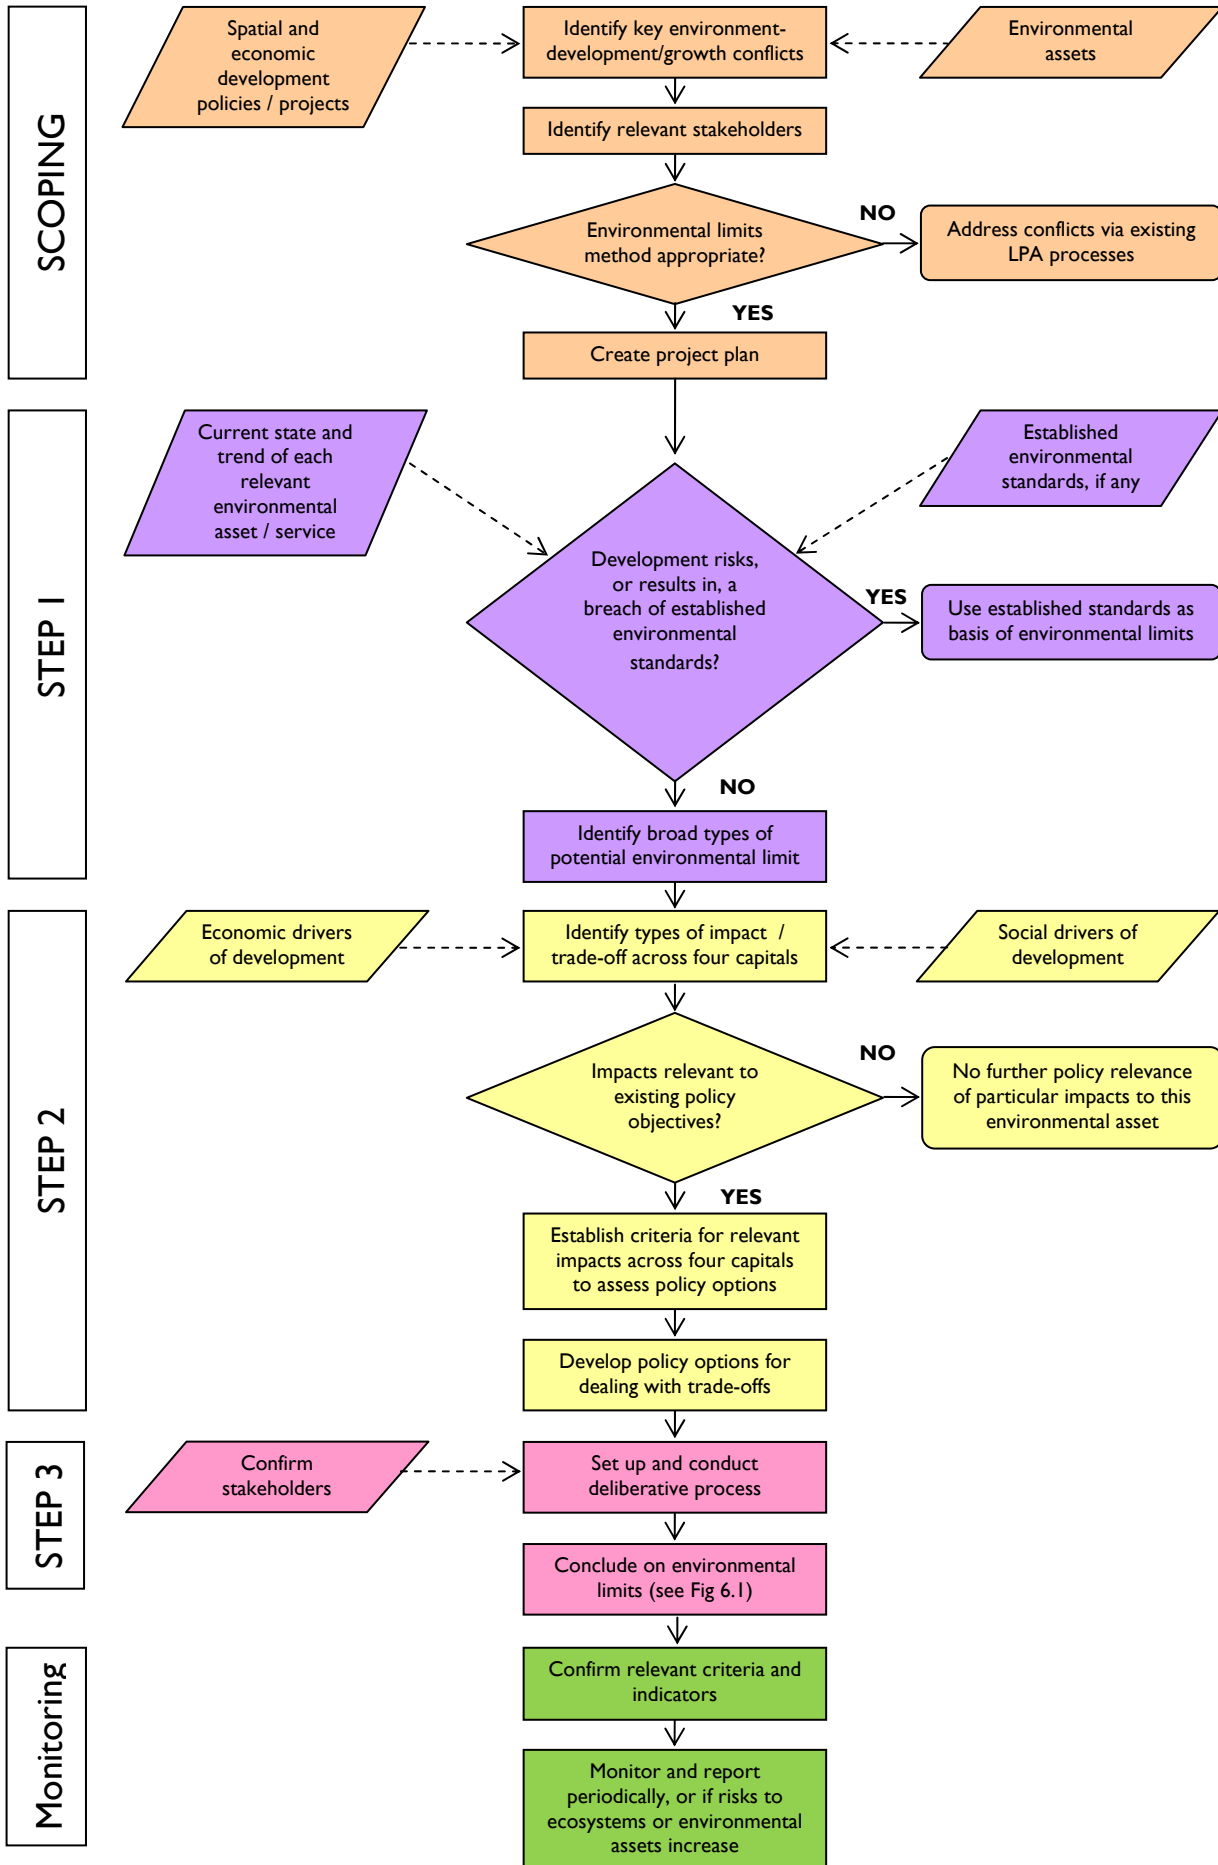 SCOPING
Spatial and
economic
development
policies / projects
Identify key environment-
development/growth conflicts
Environmental
assets
Identify relevant stakeholders
Environmental limits
method appropriate?
NO
Address conflicts via existing
LPA processes
YES
Create project plan
STEP 1
Current state and
trend of each
relevant
environmental
asset / service
Established
environmental
standards, if any
Development risks,
or results in, a
breach of established
environmental
standards?
YES
Use established standards as
basis of environmental limits
NO
Identify broad types of
potential environmental limit
STEP 2
Economic drivers
of development
Identify types of impact /
trade-off across four capitals
Social drivers of
development
Impacts relevant to
existing policy
objectives?
NO
No further policy relevance
of particular impacts to this
environmental asset
YES
Establish criteria for relevant
impacts across four capitals
to assess policy options
Develop policy options for
dealing with trade-offs
STEP 3
Confirm
stakeholders
Set up and conduct
deliberative process
Conclude on environmental
limits (see Fig 6.1)
Monitoring
Confirm relevant criteria and
indicators
Monitor and report
periodically, or if risks to
ecosystems or environmental
assets increase